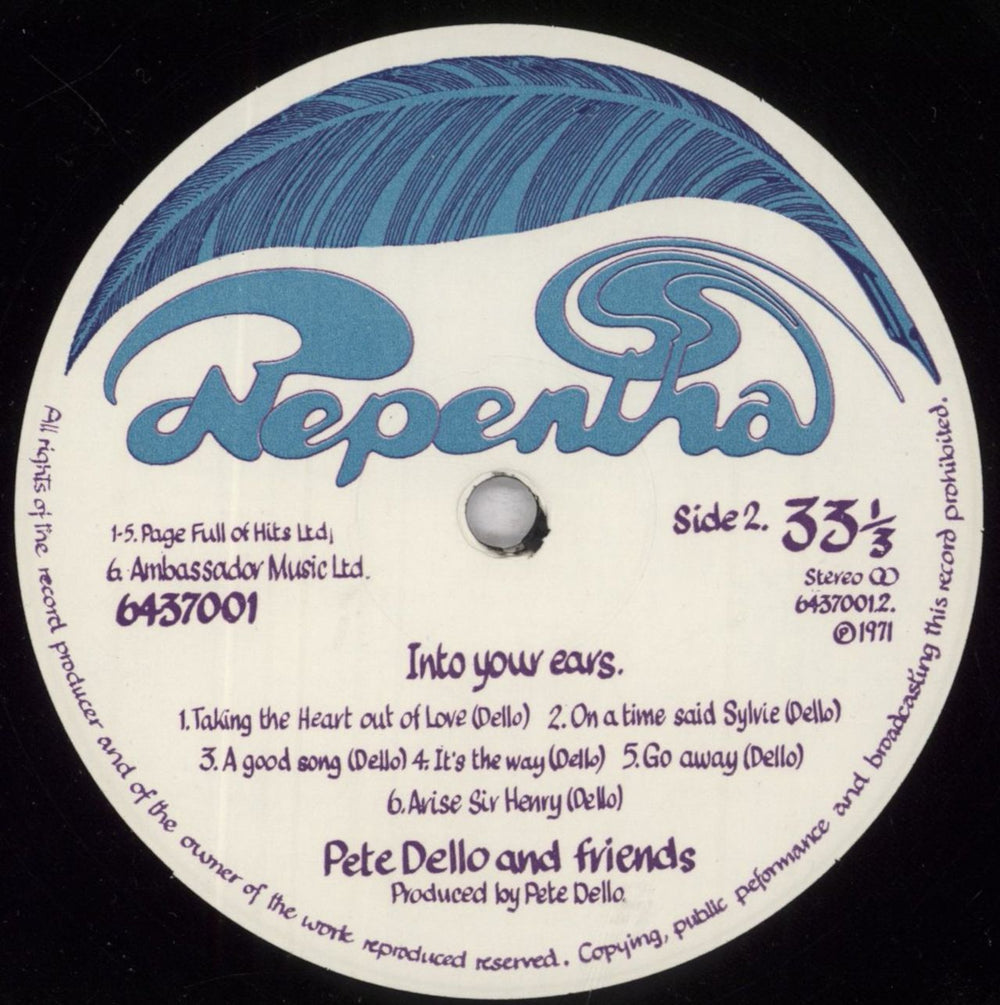 Nepentha
1-5. Page Full of Hits Ltd;
6. Ambassador Music Ltd.
6437001
Side 2. 33 1/3
Stereo
6437001.2.
℗1971
Into your ears.
1. Taking the Heart out of Love (Dello) 2. On a time said Sylvie (Dello)
3. A good song (Dello) 4. It's the way (Dello) 5. Go away (Dello)
6. Arise Sir Henry (Dello)
Pete Dello and friends
Produced by Pete Dello.
All rights of the record producer and of the owner of the work reproduced reserved. Copying, public peformance and broadcasting this record prohibited.